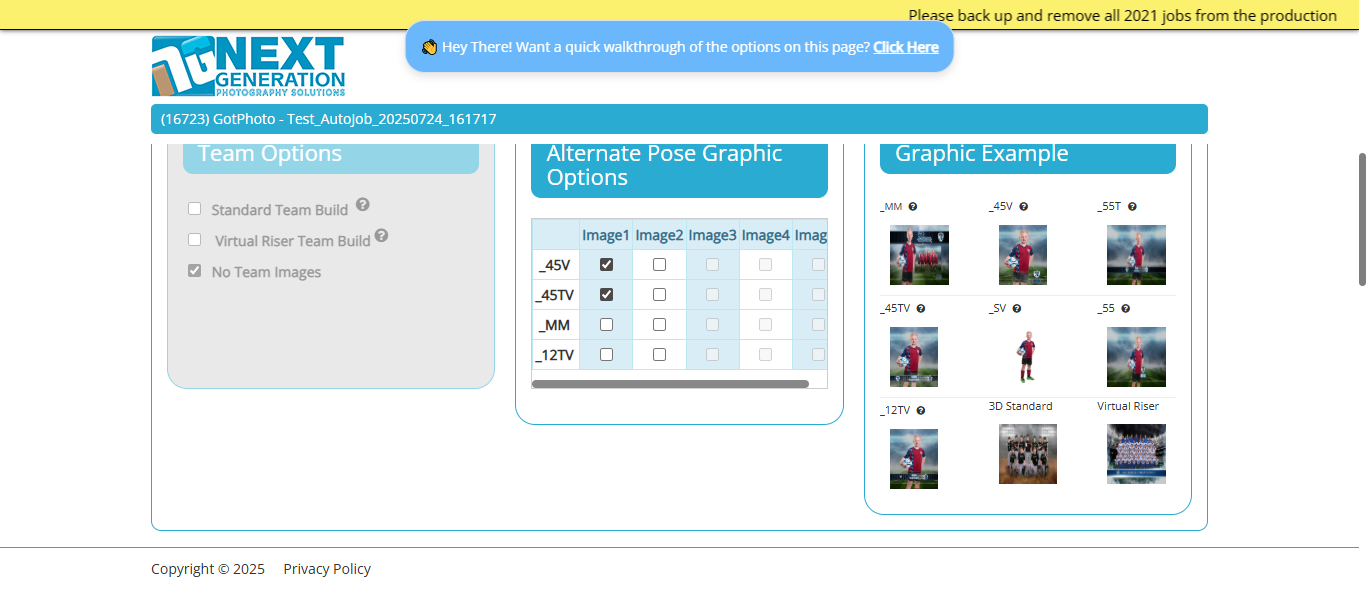 Please back up and remove all 2021 jobs from the production
👋 Hey There! Want a quick walkthrough of the options on this page? Click Here
NEXT
GENERATION
PHOTOGRAPHY SOLUTIONS
(16723) GotPhoto - Test_AutoJob_20250724_161717
Team Options
Standard Team Build
Virtual Riser Team Build
No Team Images
Alternate Pose Graphic
Options
Image1 Image2 Image3 Image4 Imag
_45V
_45TV
_MM
_12TV
Graphic Example
_MM _45V _55T
_45TV _SV _55
_12TV 3D Standard Virtual Riser
Copyright © 2025 Privacy Policy